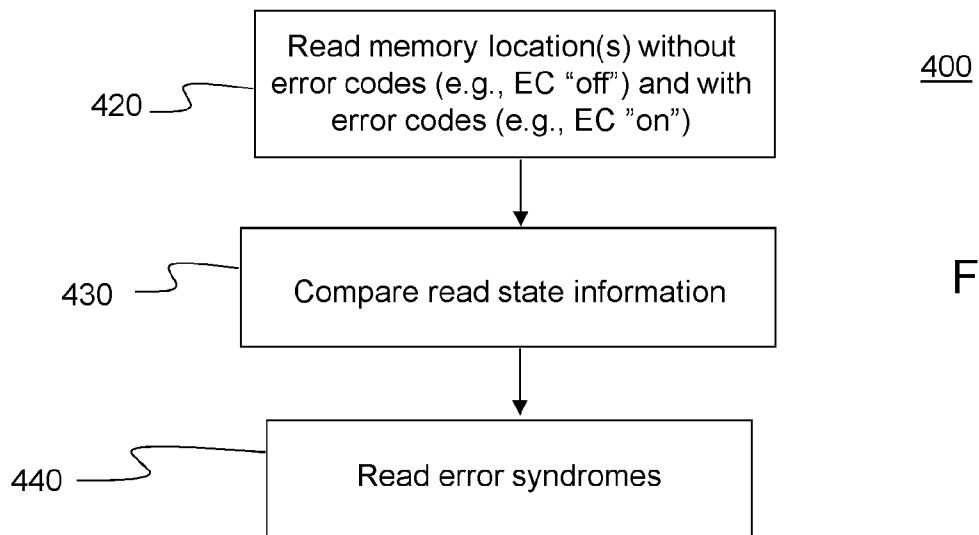 Read memory location(s) without
error codes (e.g., EC “off”) and with
error codes (e.g., EC ”on”)
400
420
Compare read state information
430
F
Read error syndromes
440